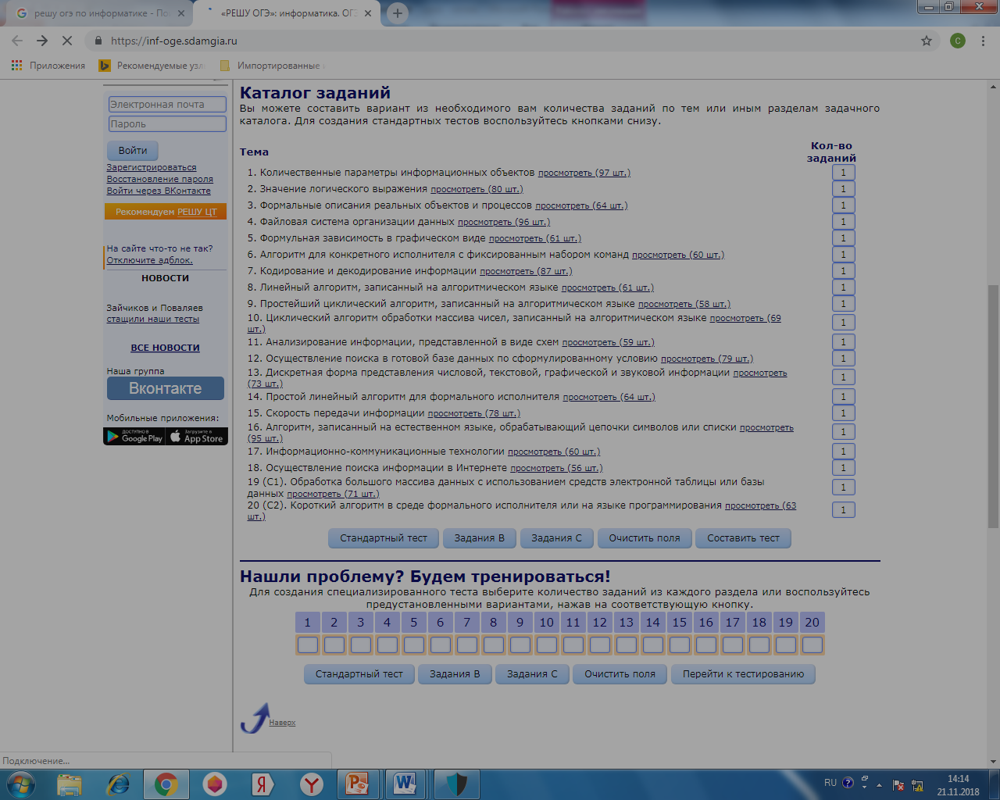 решу огэ по информатике - По
«РЕШУ ОГЭ»: информатика. ОГЭ
https://inf-oge.sdamgia.ru
С
Приложения
Рекомендуемые узл
Импортированные
Электронная почта
Пароль
Войти
Зарегистрироваться
Восстановление пароля
Войти через ВКонтакте
Рекомендуем РЕШУ ЦТ
На сайте что-то не так?
Отключите адблок.
НОВОСТИ
Зайчиков и Поваляев
стащили наши тесты
ВСЕ НОВОСТИ
Наша группа
Вконтакте
Мобильные приложения:
ДОСТУПНО В
Google Play
Загрузите в
App Store
Каталог заданий
Вы можете составить вариант из необходимого вам количества заданий по тем или иным разделам задачного
каталога. Для создания стандартных тестов воспользуйтесь кнопками снизу.
Тема
Кол-во
заданий
1. Количественные параметры информационных объектов просмотреть (97 шт.) 1
2. Значение логического выражения просмотреть (80 шт.) 1
3. Формальные описания реальных объектов и процессов просмотреть (64 шт.) 1
4. Файловая система организации данных просмотреть (96 шт.) 1
5. Формульная зависимость в графическом виде просмотреть (61 шт.) 1
6. Алгоритм для конкретного исполнителя с фиксированным набором команд просмотреть (60 шт.) 1
7. Кодирование и декодирование информации просмотреть (87 шт.) 1
8. Линейный алгоритм, записанный на алгоритмическом языке просмотреть (61 шт.) 1
9. Простейший циклический алгоритм, записанный на алгоритмическом языке просмотреть (58 шт.) 1
10. Циклический алгоритм обработки массива чисел, записанный на алгоритмическом языке просмотреть (69
шт.) 1
11. Анализирование информации, представленной в виде схем просмотреть (59 шт.) 1
12. Осуществление поиска в готовой базе данных по сформулированному условию просмотреть (79 шт.) 1
13. Дискретная форма представления числовой, текстовой, графической и звуковой информации просмотреть
(73 шт.) 1
14. Простой линейный алгоритм для формального исполнителя просмотреть (64 шт.) 1
15. Скорость передачи информации просмотреть (78 шт.) 1
16. Алгоритм, записанный на естественном языке, обрабатывающий цепочки символов или списки просмотреть
(95 шт.) 1
17. Информационно-коммуникационные технологии просмотреть (60 шт.) 1
18. Осуществление поиска информации в Интернете просмотреть (56 шт.) 1
19 (С1). Обработка большого массива данных с использованием средств электронной таблицы или базы
данных просмотреть (71 шт.) 1
20 (С2). Короткий алгоритм в среде формального исполнителя или на языке программирования просмотреть (63
шт.) 1
Стандартный тест Задания В Задания С Очистить поля Составить тест
Нашли проблему? Будем тренироваться!
Для создания специализированного теста выберите количество заданий из каждого раздела или воспользуйтесь
предустановленными вариантами, нажав на соответствующую кнопку.
1 2 3 4 5 6 7 8 9 10 11 12 13 14 15 16 17 18 19 20
Стандартный тест Задания В Задания С Очистить поля Перейти к тестированию
Наверх
Подключение...
RU
14:14
21.11.2018